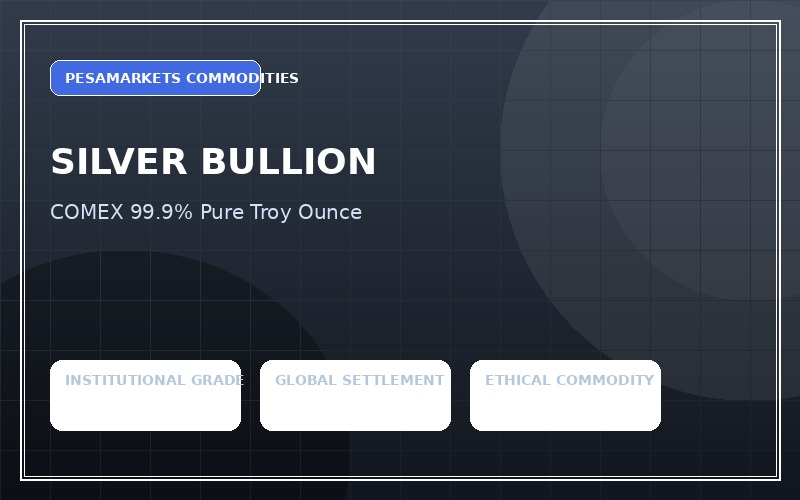 PESAMARKETS COMMODITIES
SILVER BULLION
COMEX 99.9% Pure Troy Ounce
INSTITUTIONAL GRADE
GLOBAL SETTLEMENT
ETHICAL COMMODITY